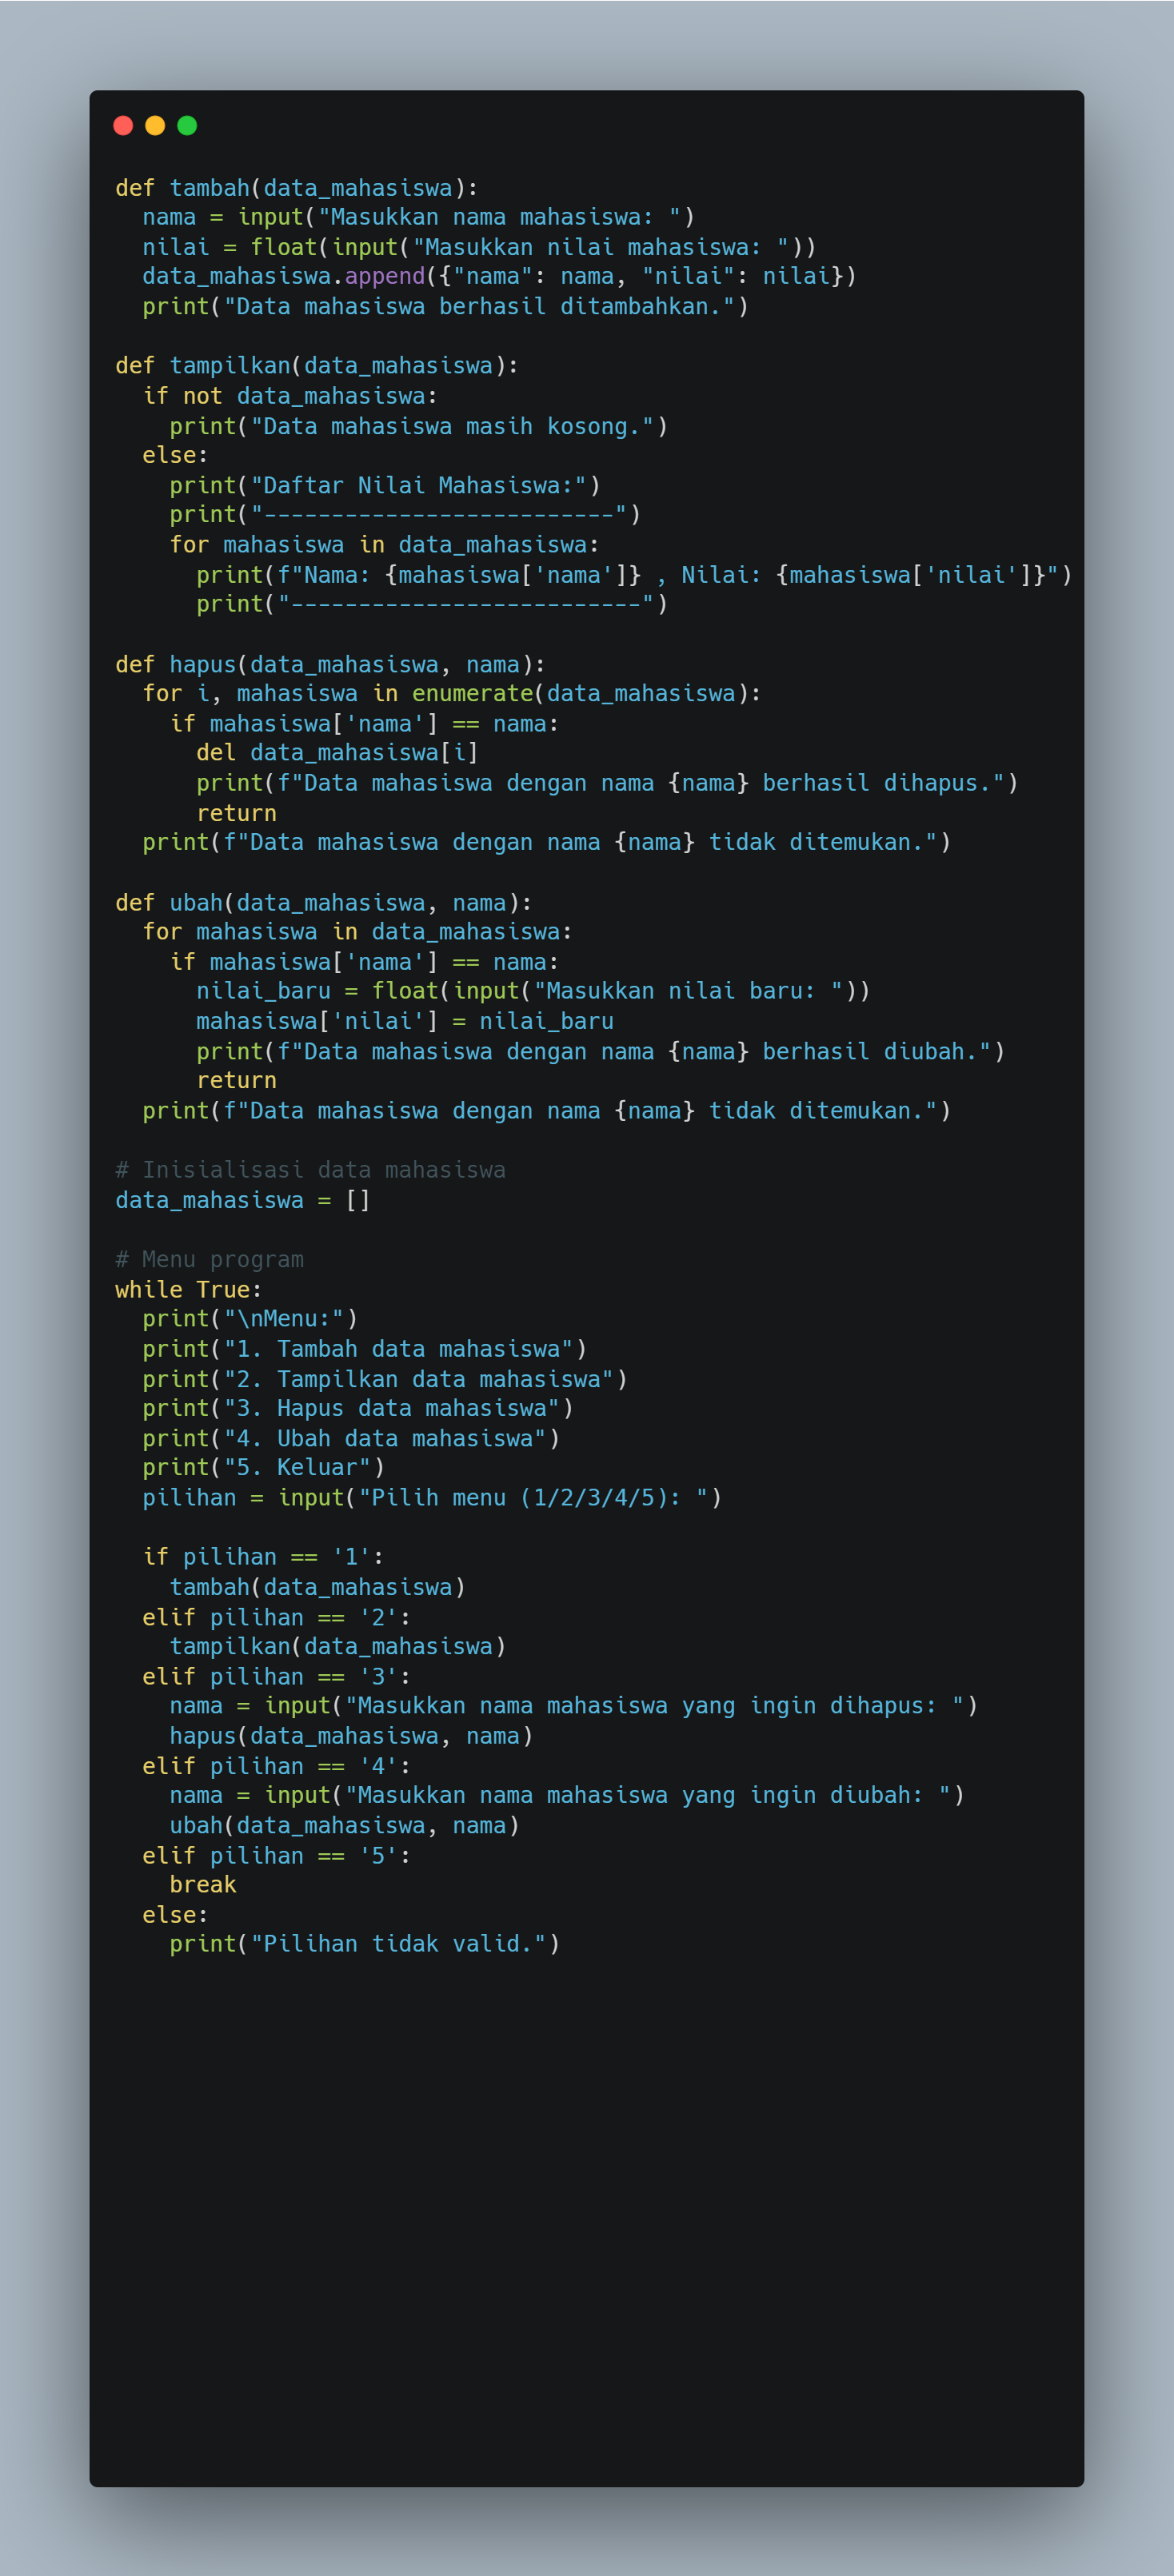 def tambah(data_mahasiswa):
  nama = input("Masukkan nama mahasiswa: ")
  nilai = float(input("Masukkan nilai mahasiswa: "))
  data_mahasiswa.append({"nama": nama, "nilai": nilai})
  print("Data mahasiswa berhasil ditambahkan.")

def tampilkan(data_mahasiswa):
  if not data_mahasiswa:
    print("Data mahasiswa masih kosong.")
  else:
    print("Daftar Nilai Mahasiswa:")
    print("--------------------------")
    for mahasiswa in data_mahasiswa:
      print(f"Nama: {mahasiswa['nama']} , Nilai: {mahasiswa['nilai']}")
      print("--------------------------")

def hapus(data_mahasiswa, nama):
  for i, mahasiswa in enumerate(data_mahasiswa):
    if mahasiswa['nama'] == nama:
      del data_mahasiswa[i]
      print(f"Data mahasiswa dengan nama {nama} berhasil dihapus.")
      return
  print(f"Data mahasiswa dengan nama {nama} tidak ditemukan.")

def ubah(data_mahasiswa, nama):
  for mahasiswa in data_mahasiswa:
    if mahasiswa['nama'] == nama:
      nilai_baru = float(input("Masukkan nilai baru: "))
      mahasiswa['nilai'] = nilai_baru
      print(f"Data mahasiswa dengan nama {nama} berhasil diubah.")
      return
  print(f"Data mahasiswa dengan nama {nama} tidak ditemukan.")

# Inisialisasi data mahasiswa
data_mahasiswa = []

# Menu program
while True:
  print("\nMenu:")
  print("1. Tambah data mahasiswa")
  print("2. Tampilkan data mahasiswa")
  print("3. Hapus data mahasiswa")
  print("4. Ubah data mahasiswa")
  print("5. Keluar")
  pilihan = input("Pilih menu (1/2/3/4/5): ")

  if pilihan == '1':
    tambah(data_mahasiswa)
  elif pilihan == '2':
    tampilkan(data_mahasiswa)
  elif pilihan == '3':
    nama = input("Masukkan nama mahasiswa yang ingin dihapus: ")
    hapus(data_mahasiswa, nama)
  elif pilihan == '4':
    nama = input("Masukkan nama mahasiswa yang ingin diubah: ")
    ubah(data_mahasiswa, nama)
  elif pilihan == '5':
    break
  else:
    print("Pilihan tidak valid.")